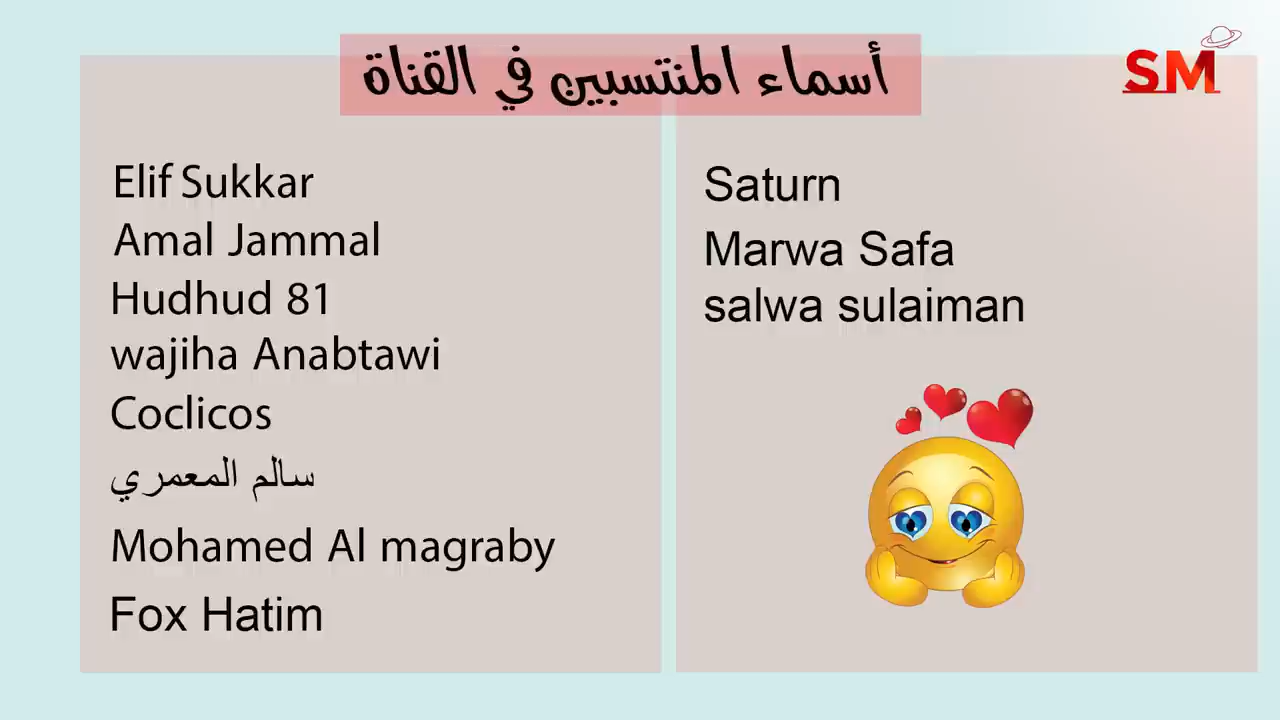 أسماء المنتسبين في القناة
SM
Elif Sukkar
Amal Jammal
Hudhud 81
wajiha Anabtawi
Coclicos
سالم المعمري
Mohamed Al magraby
Fox Hatim
Saturn
Marwa Safa
salwa sulaiman